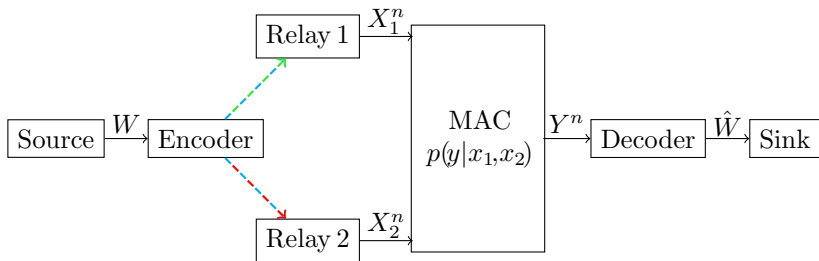 Relay 1
X_1^n
Source
W
Encoder
MAC
p(y|x_1,x_2)
Y^n
Decoder
Ŵ
Sink
Relay 2
X_2^n